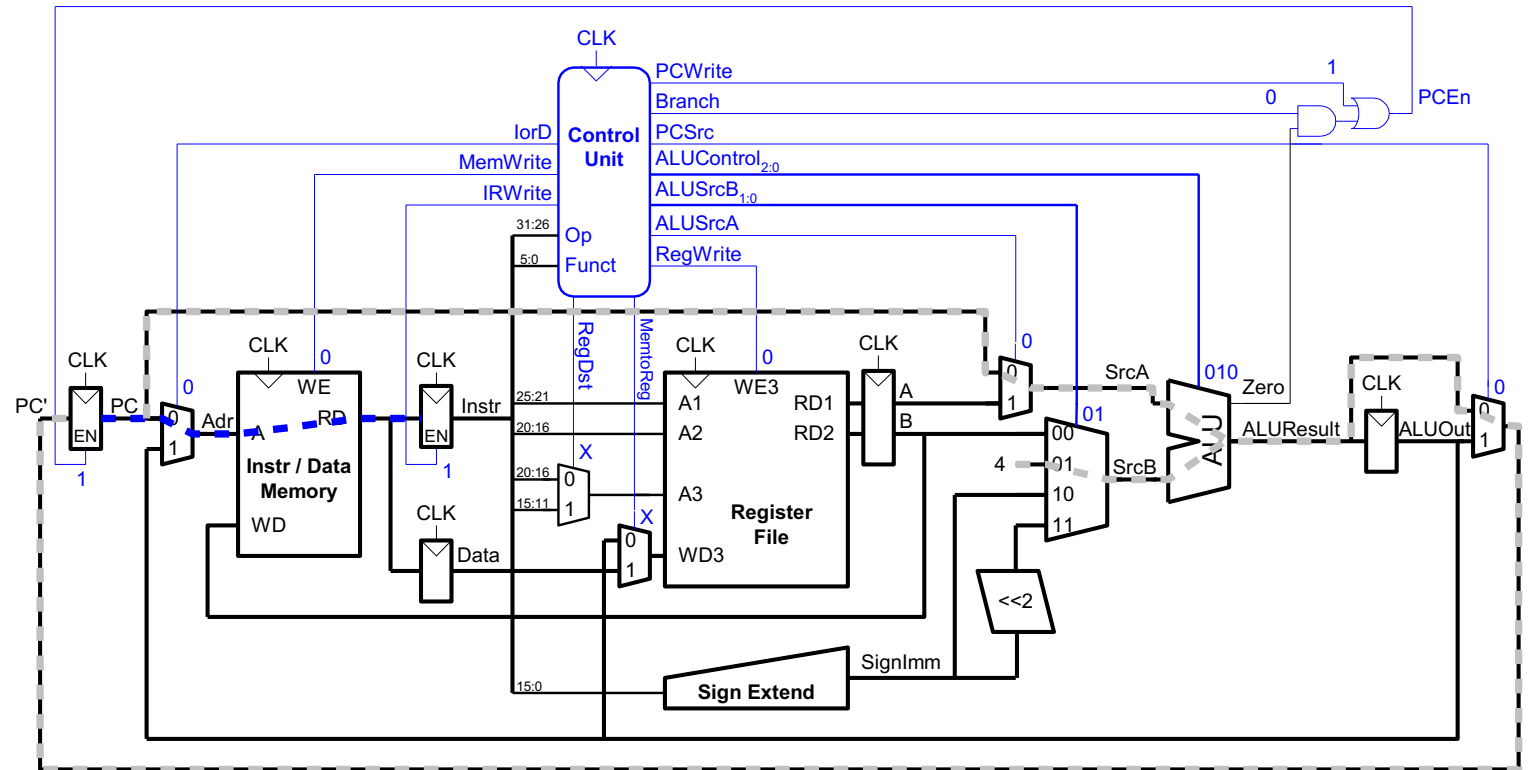 CLK
PCWrite
1
Branch
0
PCEn
IorD
Control
Unit
PCSrc
MemWrite
ALUControl2:0
IRWrite
ALUSrcB1:0
31:26
Op
ALUSrcA
5:0
Funct
RegWrite
RegDst
MemtoReg
CLK
CLK
0
CLK
CLK
0
CLK
0
0
WE
WE3
0
SrcA
CLK
010
Zero
0
PC'
PC
0
Adr
A
RD
Instr
25:21
A1
RD1
A
1
B
01
0
EN
1
EN
20:16
A2
RD2
00
ALU
ALUResult
ALUOut
1
1
Instr / Data
Memory
1
X
4
01
SrcB
20:16
0
A3
10
15:11
1
Register
File
WD
CLK
X
11
Data
0
1
WD3
<<2
SignImm
15:0
Sign Extend